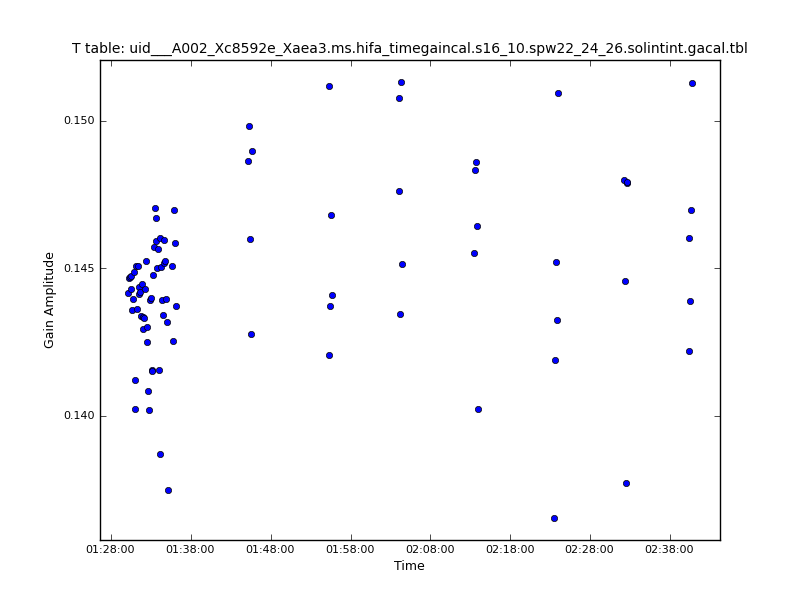 T table: uid___A002_Xc8592e_Xaea3.ms.hifa_timegaincal.s16_10.spw22_24_26.solintint.gacal.tbl
Gain Amplitude
0.150
0.145
0.140
01:28:00 01:38:00 01:48:00 01:58:00 02:08:00 02:18:00 02:28:00 02:38:00
Time